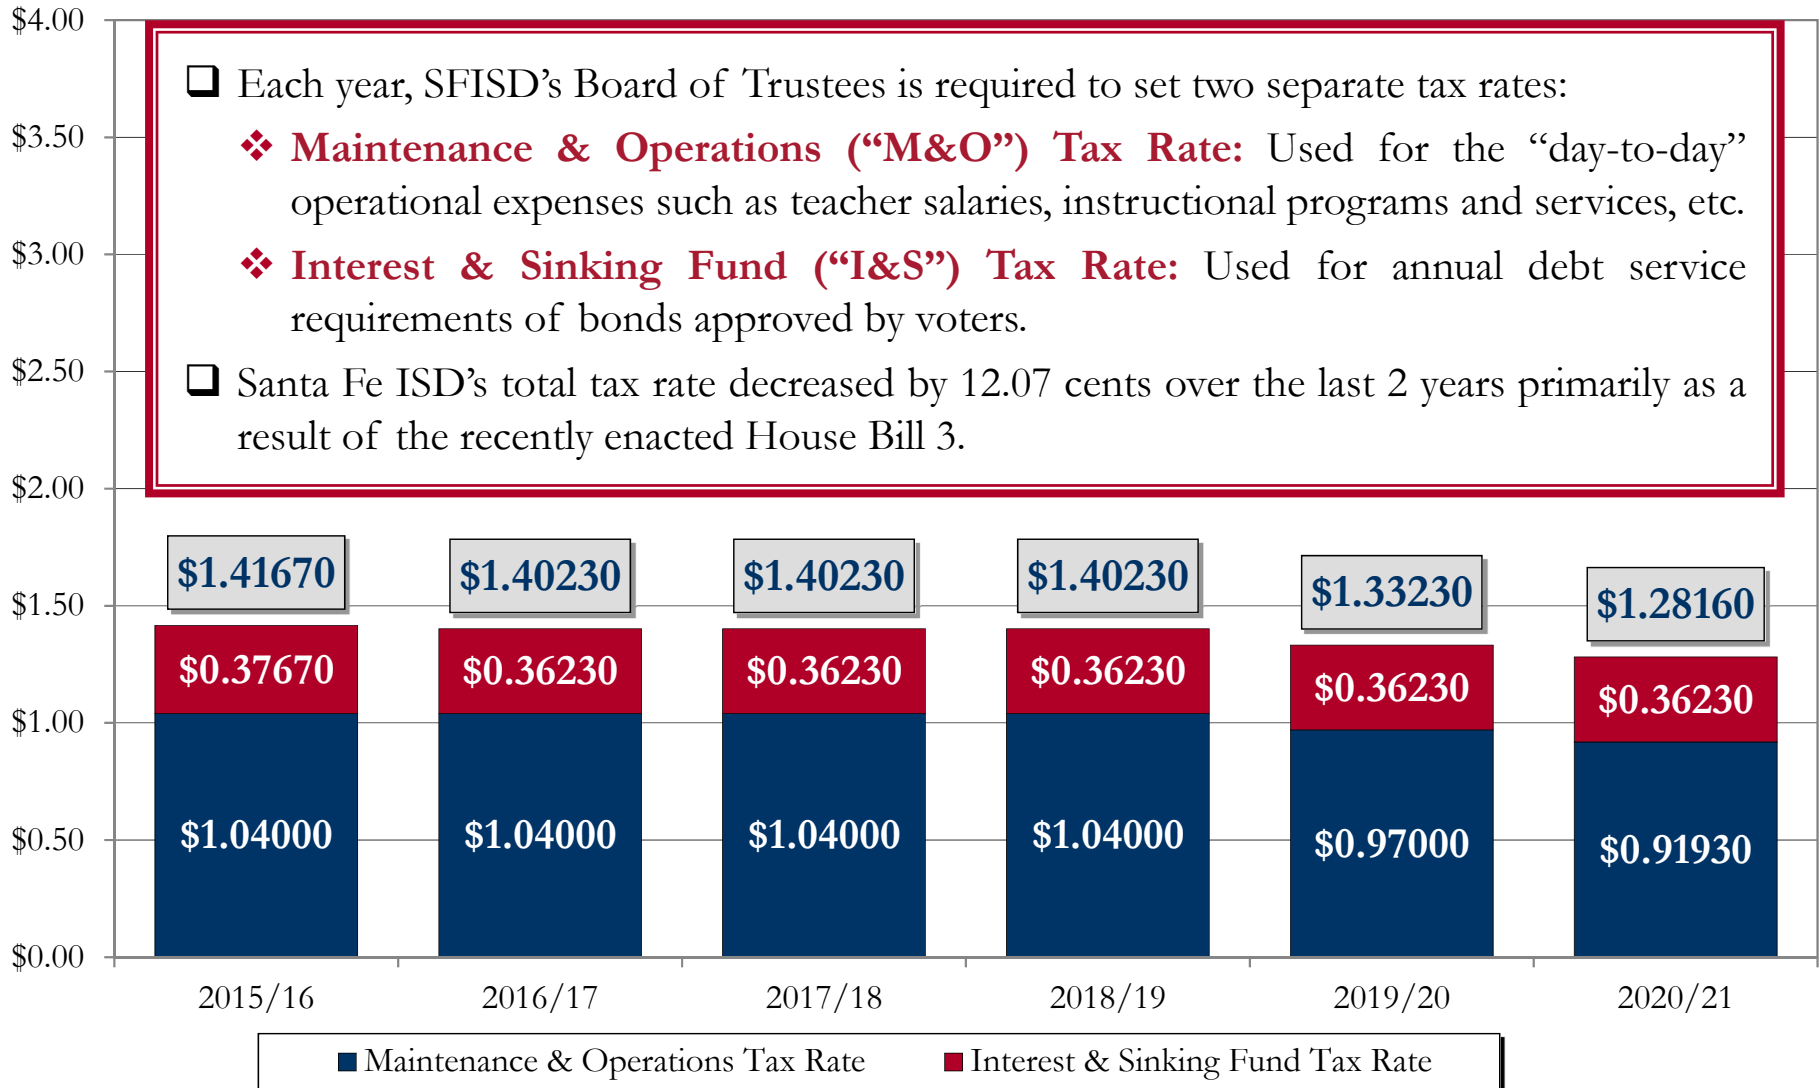 $4.00
❑ Each year, SFISD’s Board of Trustees is required to set two separate tax rates:
$3.50
❖ Maintenance & Operations (“M&O”) Tax Rate: Used for the “day-to-day”
operational expenses such as teacher salaries, instructional programs and services, etc.
$3.00
❖ Interest & Sinking Fund (“I&S”) Tax Rate: Used for annual debt service
requirements of bonds approved by voters.
$2.50
❑ Santa Fe ISD’s total tax rate decreased by 12.07 cents over the last 2 years primarily as a
result of the recently enacted House Bill 3.
$2.00
$1.41670 $1.40230 $1.40230 $1.40230 $1.33230 $1.28160
$1.50
$0.37670 $0.36230 $0.36230 $0.36230 $0.36230 $0.36230
$1.00
$1.04000 $1.04000 $1.04000 $1.04000 $0.97000 $0.91930
$0.50
$0.00
2015/16 2016/17 2017/18 2018/19 2019/20 2020/21
Maintenance & Operations Tax Rate Interest & Sinking Fund Tax Rate